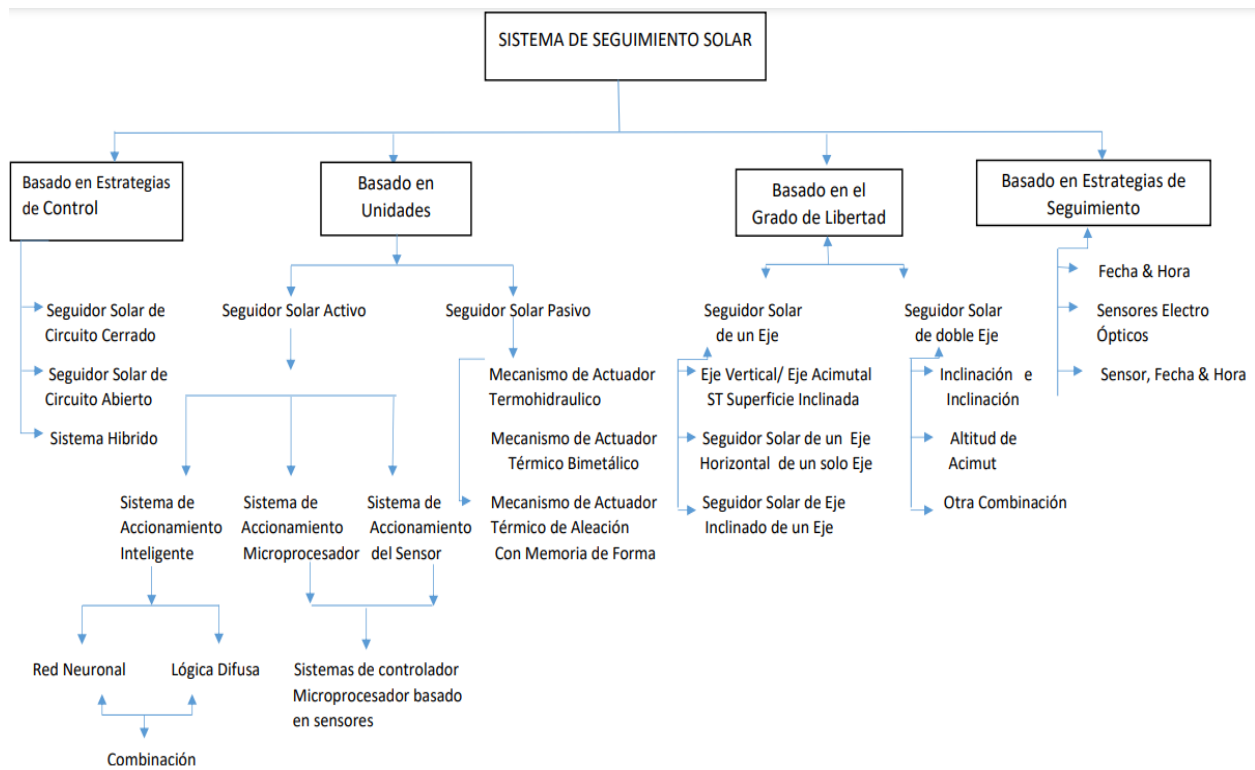 SISTEMA DE SEGUIMIENTO SOLAR
Basado en Estrategias
de Control
Seguidor Solar de
Circuito Cerrado
Seguidor Solar de
Circuito Abierto
Sistema Hibrido
Basado en
Unidades
Seguidor Solar Activo
Sistema de
Accionamiento
Inteligente
Red Neuronal
Lógica Difusa
Combinación
Sistema de
Accionamiento
Microprocesador
Sistema de
Accionamiento
del Sensor
Sistemas de controlador
Microprocesador basado
en sensores
Seguidor Solar Pasivo
Mecanismo de Actuador
Termohidraulico
Mecanismo de Actuador
Térmico Bimetálico
Mecanismo de Actuador
Térmico de Aleación
Con Memoria de Forma
Basado en el
Grado de Libertad
Seguidor Solar
de un Eje
Eje Vertical/ Eje Acimutal
ST Superficie Inclinada
Seguidor Solar de un Eje
Horizontal de un solo Eje
Seguidor Solar de Eje
Inclinado de un Eje
Seguidor Solar
de doble Eje
Inclinación e
Inclinación
Altitud de
Acimut
Otra Combinación
Basado en Estrategias de
Seguimiento
Fecha & Hora
Sensores Electro
Ópticos
Sensor, Fecha & Hora